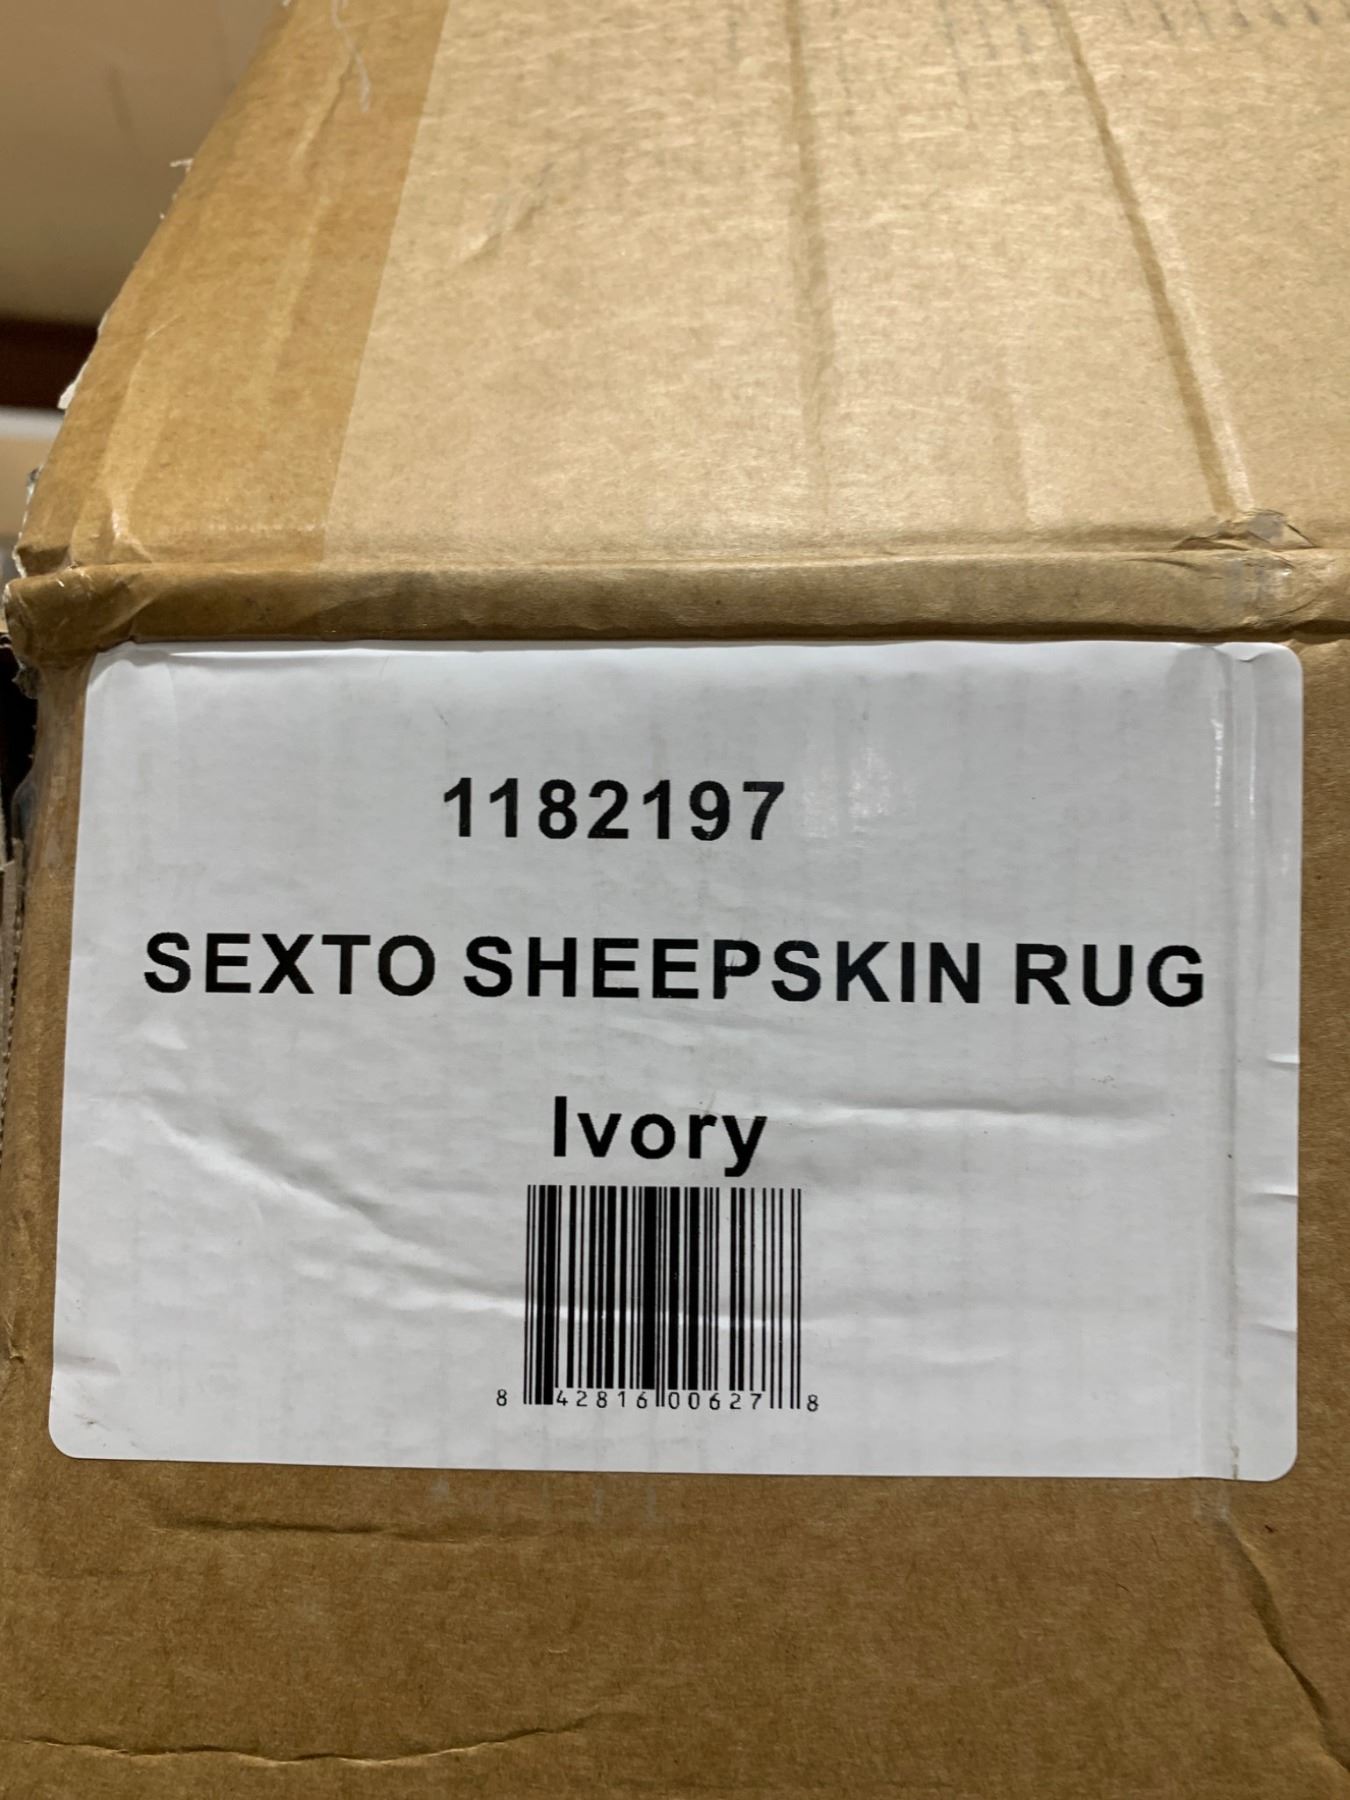 1182197
SEXTO SHEEPSKIN RUG
Ivory
8 42816 00627 8